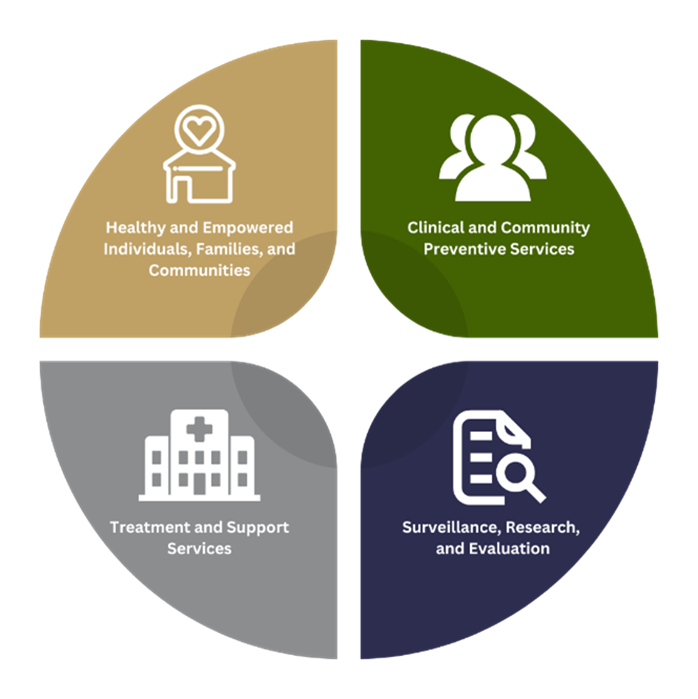 Healthy and Empowered
Individuals, Families, and
Communities
Clinical and Community
Preventive Services
Treatment and Support
Services
Surveillance, Research,
and Evaluation